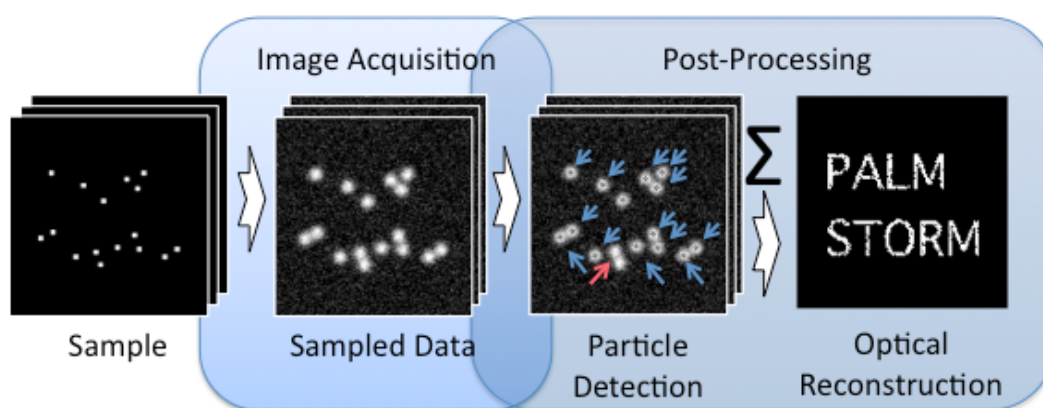 Image Acquisition
Post-Processing
∑
PALM
STORM
Sample
Sampled Data
Particle
Detection
Optical
Reconstruction